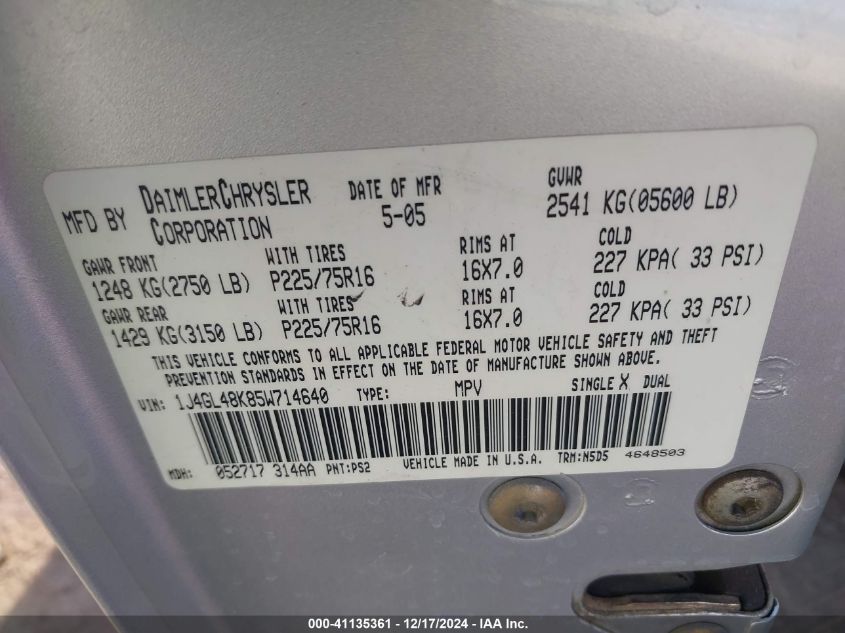 MFD BY DAIMLERCHRYSLER CORPORATION DATE OF MFR 5-05 GVWR 2541 KG(05600 LB)
GAWR FRONT WITH TIRES RIMS AT COLD
1248 KG(2750 LB) P225/75R16 16X7.0 227 KPA( 33 PSI)
GAWR REAR WITH TIRES RIMS AT COLD
1429 KG(3150 LB) P225/75R16 16X7.0 227 KPA( 33 PSI)
THIS VEHICLE CONFORMS TO ALL APPLICABLE FEDERAL MOTOR VEHICLE SAFETY AND THEFT
PREVENTION STANDARDS IN EFFECT ON THE DATE OF MANUFACTURE SHOWN ABOVE.
VIN: 1J4GL48K85W714640 TYPE: MPV SINGLE X DUAL
MDH: 052717 314AA PNT:PS2 VEHICLE MADE IN U.S.A. TRM:N5D5 4648503
000-41135361 - 12/17/2024 - IAA Inc.